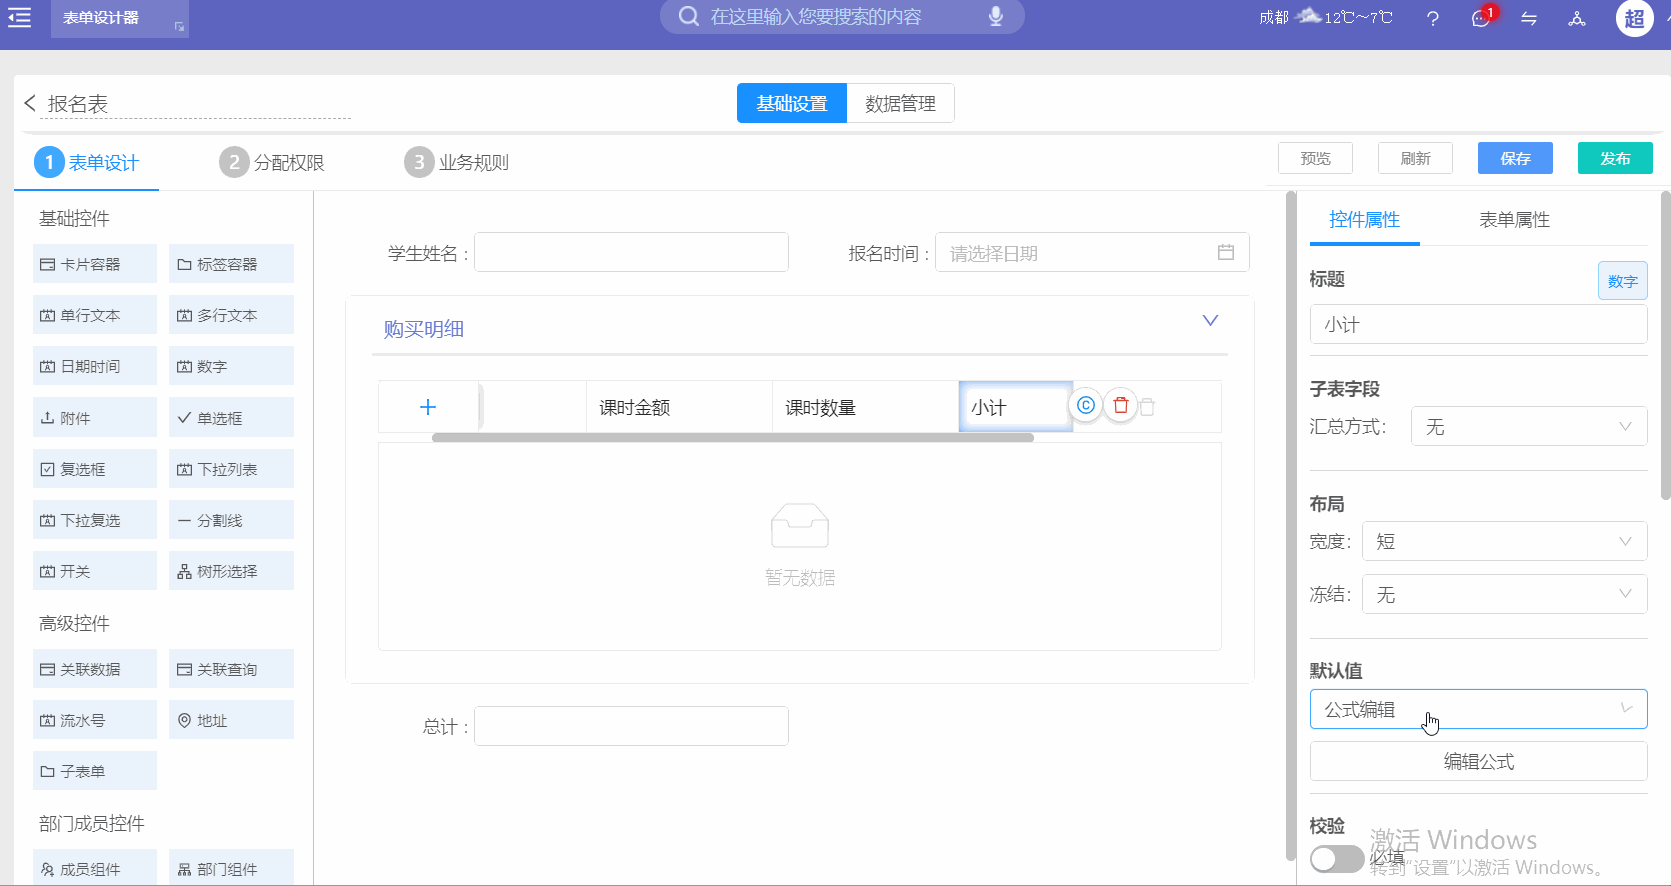 表单设计器
在这里输入您要搜索的内容
成都 12℃～7℃
?
1
超
报名表
基础设置
数据管理
1 表单设计
2 分配权限
3 业务规则
预览
刷新
保存
发布
基础控件
卡片容器
标签容器
单行文本
多行文本
日期时间
数字
附件
单选框
复选框
下拉列表
下拉复选
分割线
开关
树形选择
高级控件
关联数据
关联查询
流水号
地址
子表单
部门成员控件
成员组件
部门组件
学生姓名 :
报名时间 : 请选择日期
购买明细
+
课时金额
课时数量
小计
暂无数据
总计 :
控件属性
表单属性
标题
数字
小计
子表字段
汇总方式: 无
布局
宽度: 短
冻结: 无
默认值
公式编辑
编辑公式
校验
必填
激活 Windows
转到"设置"以激活 Windows。